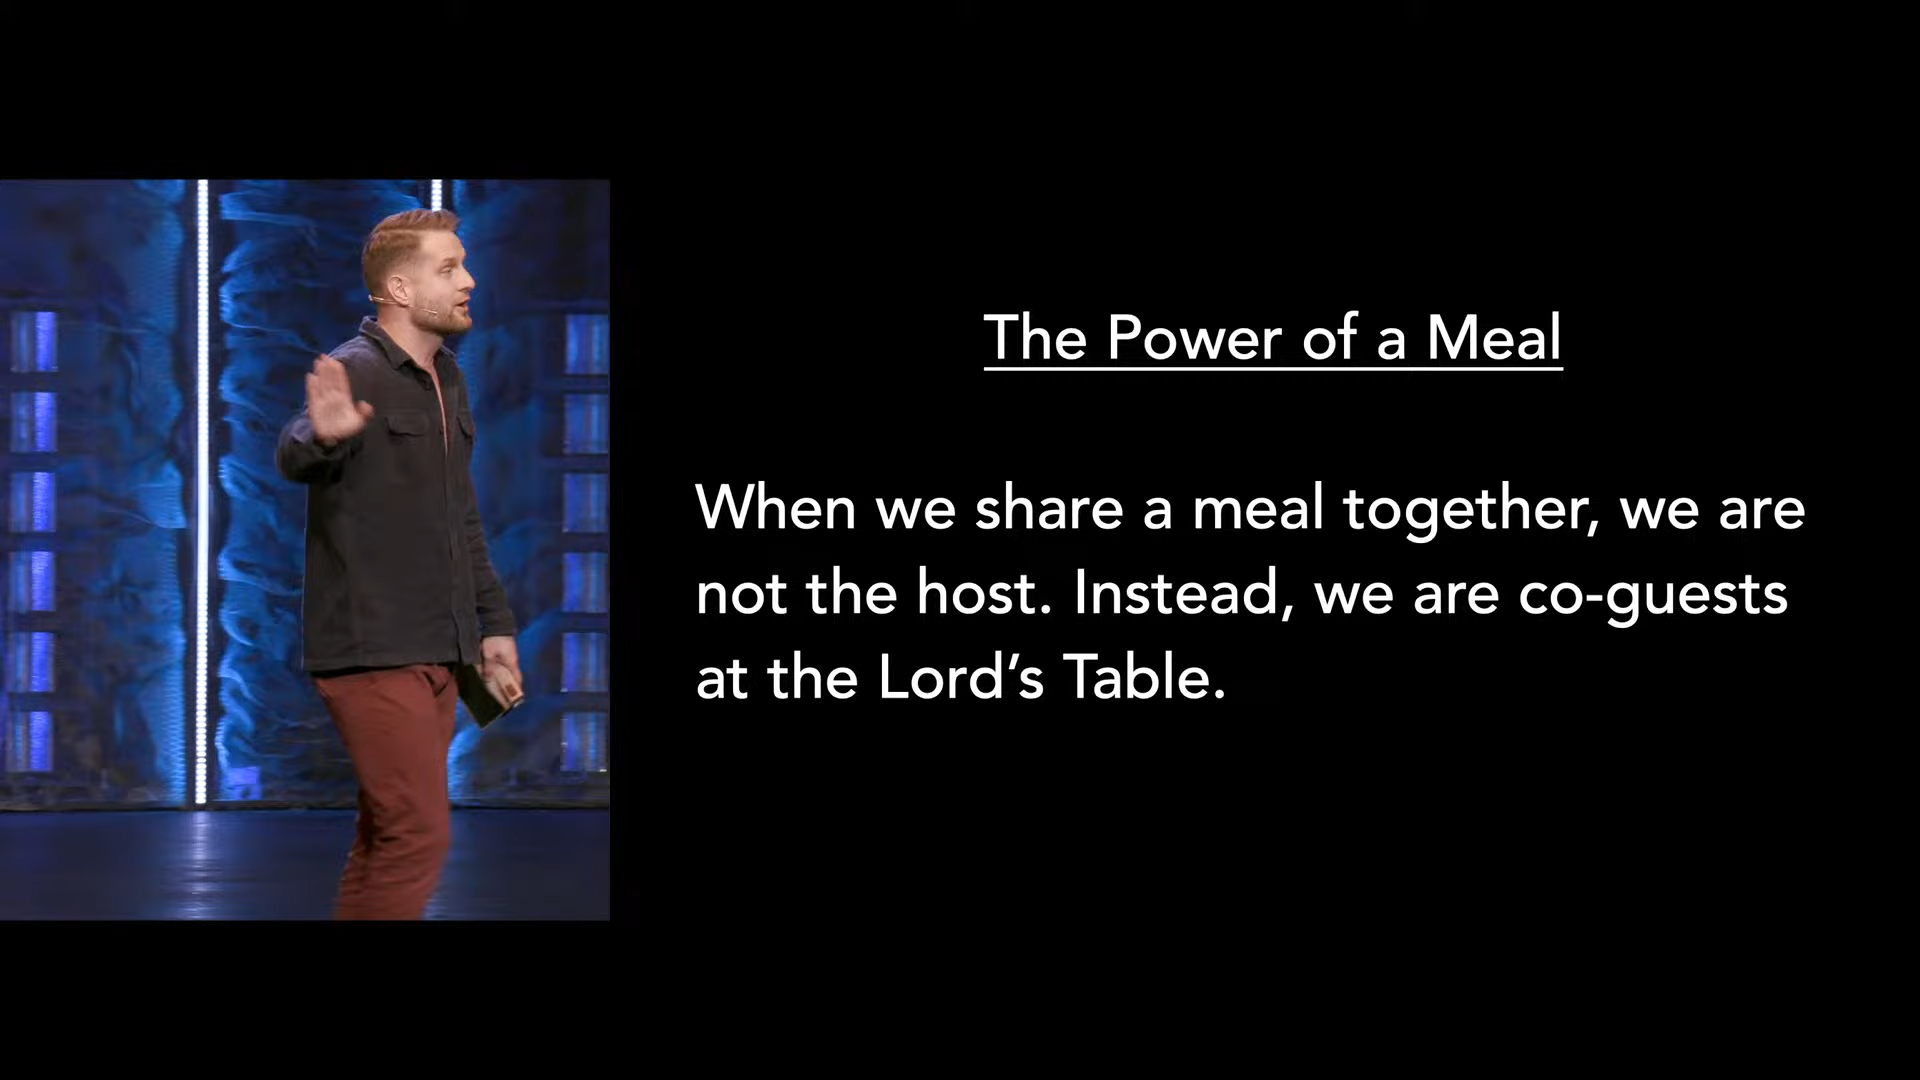 The Power of a Meal
When we share a meal together, we are
not the host. Instead, we are co-guests
at the Lord’s Table.